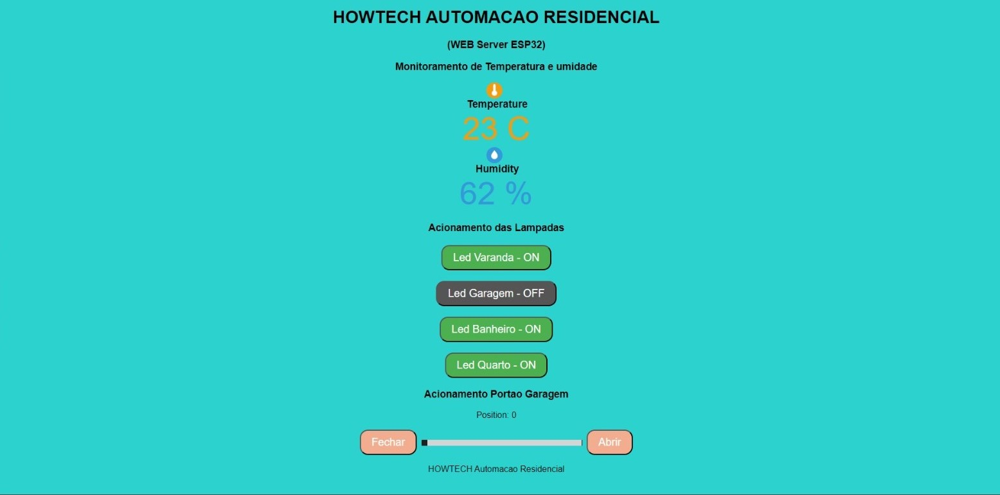 HOWTECH AUTOMACAO RESIDENCIAL
(WEB Server ESP32)
Monitoramento de Temperatura e umidade
Temperature
23 C
Humidity
62 %
Acionamento das Lampadas
Led Varanda - ON
Led Garagem - OFF
Led Banheiro - ON
Led Quarto - ON
Acionamento Portao Garagem
Position: 0
Fechar Abrir
HOWTECH Automacao Residencial